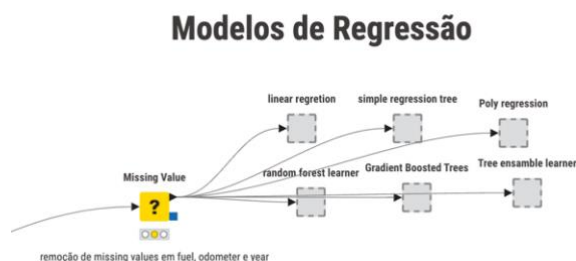 Modelos de Regressão
linear regretion
simple regression tree
Poly regression
Missing Value
random forest learner
Gradient Boosted Trees
Tree ensamble learner
?
remoção de missing values em fuel, odometer e year